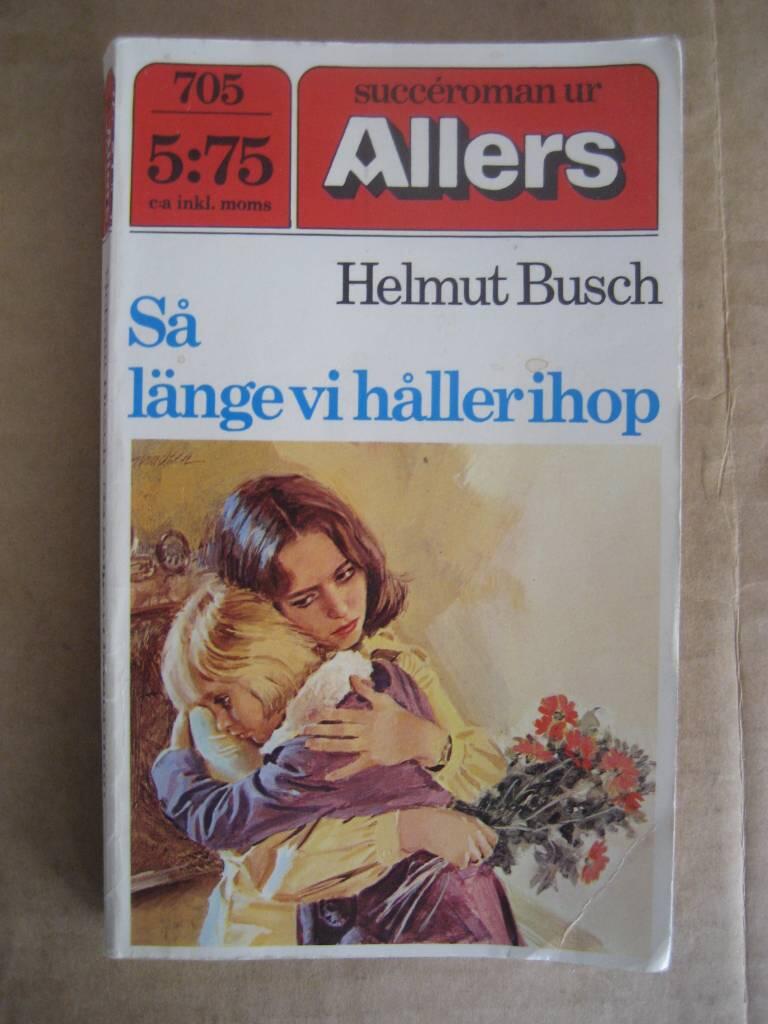 705
5:75
c:a inkl. moms
succéroman ur
Allers
Helmut Busch
Så
länge vi håller ihop